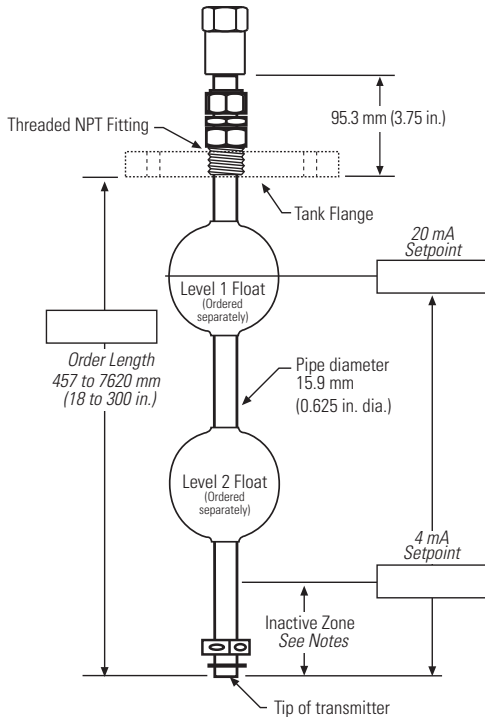 95.3 mm (3.75 in.)
Threaded NPT Fitting
Tank Flange
20 mA
Setpoint
Level 1 Float
(Ordered
separately)
Order Length
457 to 7620 mm
(18 to 300 in.)
Pipe diameter
15.9 mm
(0.625 in. dia.)
Level 2 Float
(Ordered
separately)
4 mA
Setpoint
Inactive Zone
See Notes
Tip of transmitter